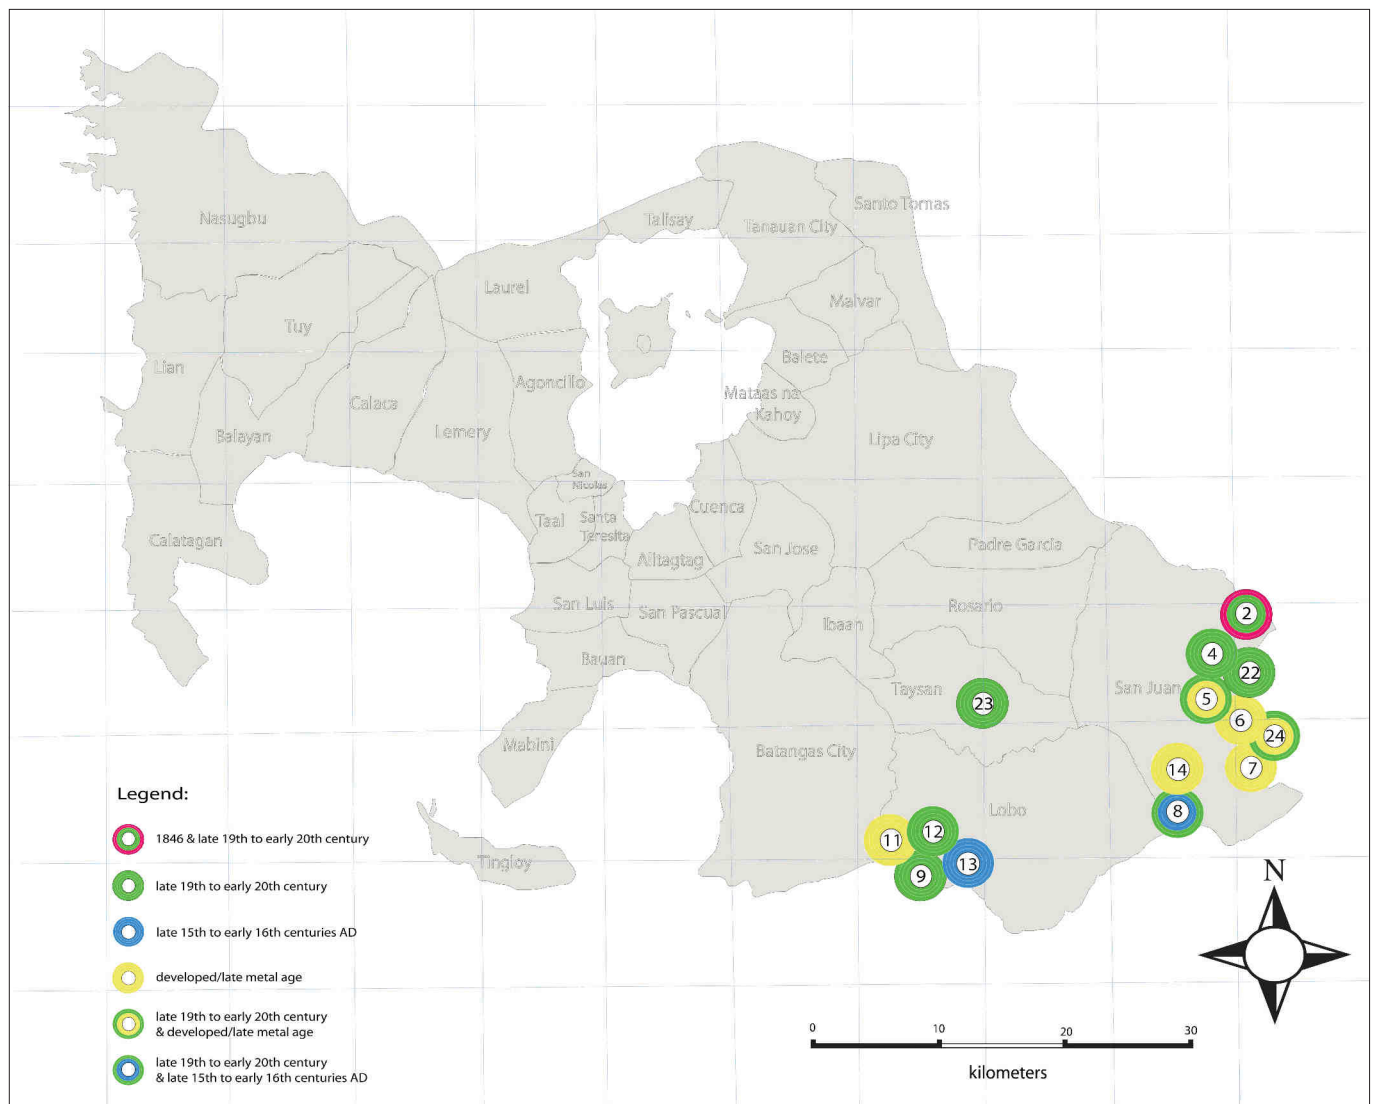 Santo Tomas
Talisay
Tanauan City
Nasugbu
Laurel
Malvar
Tuy
Balete
Lian
Agoncillo
Mataas na
Kahoy
Calaca
Balayan
Lemery
Lipa City
San
Nicolas
Cuenca
Taal
Santa
Teresita
Calatagan
Alitagtag
San Jose
Padre Garcia
San Luis
San Pascual
Ibaan
Rosario
2
4
Bauan
22
Taysan
San Juan
23
5
6
24
Mabini
Batangas City
14
7
Lobo
8
11
12
Tingloy
13
9
Legend:
1846 & late 19th to early 20th century
late 19th to early 20th century
late 15th to early 16th centuries AD
developed/late metal age
late 19th to early 20th century
& developed/late metal age
late 19th to early 20th century
& late 15th to early 16th centuries AD
N
0 10 20 30
kilometers